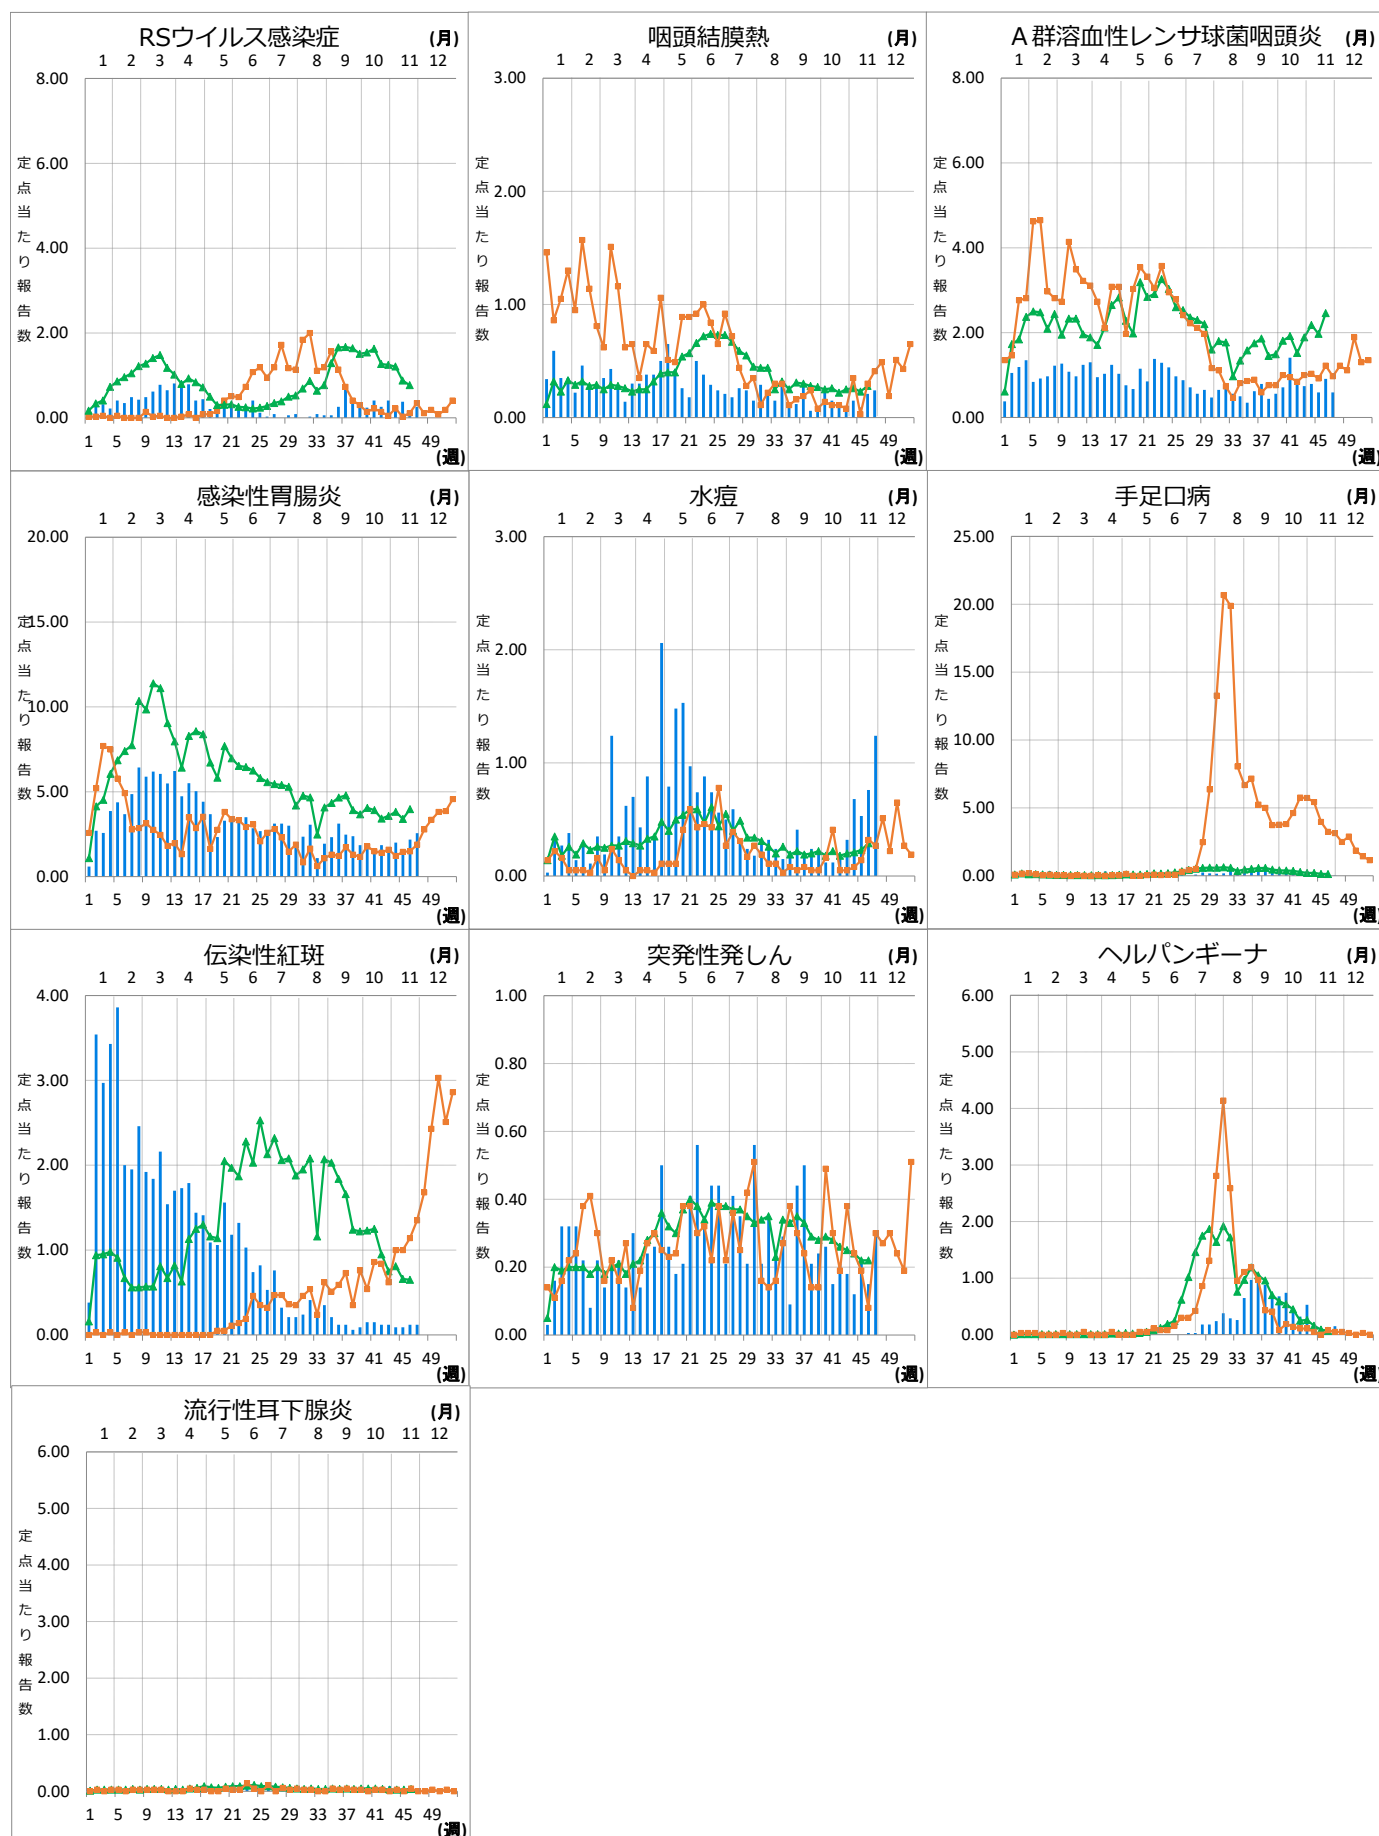 RSウイルス感染症 (月)
1 2 3 4 5 6 7 8 9 10 11 12
8.00
6.00
4.00
2.00
0.00
定点当たり報告数
1 5 9 13 17 21 25 29 33 37 41 45 49
(週)
咽頭結膜熱 (月)
1 2 3 4 5 6 7 8 9 10 11 12
3.00
2.00
1.00
0.00
定点当たり報告数
1 5 9 13 17 21 25 29 33 37 41 45 49
(週)
A群溶血性レンサ球菌咽頭炎 (月)
1 2 3 4 5 6 7 8 9 10 11 12
8.00
6.00
4.00
2.00
0.00
定点当たり報告数
1 5 9 13 17 21 25 29 33 37 41 45 49
(週)
感染性胃腸炎 (月)
1 2 3 4 5 6 7 8 9 10 11 12
20.00
15.00
10.00
5.00
0.00
定点当たり報告数
1 5 9 13 17 21 25 29 33 37 41 45 49
(週)
水痘 (月)
1 2 3 4 5 6 7 8 9 10 11 12
3.00
2.00
1.00
0.00
定点当たり報告数
1 5 9 13 17 21 25 29 33 37 41 45 49
(週)
手足口病 (月)
1 2 3 4 5 6 7 8 9 10 11 12
25.00
20.00
15.00
10.00
5.00
0.00
定点当たり報告数
1 5 9 13 17 21 25 29 33 37 41 45 49
(週)
伝染性紅斑 (月)
1 2 3 4 5 6 7 8 9 10 11 12
4.00
3.00
2.00
1.00
0.00
定点当たり報告数
1 5 9 13 17 21 25 29 33 37 41 45 49
(週)
突発性発しん (月)
1 2 3 4 5 6 7 8 9 10 11 12
1.00
0.80
0.60
0.40
0.20
0.00
定点当たり報告数
1 5 9 13 17 21 25 29 33 37 41 45 49
(週)
ヘルパンギーナ (月)
1 2 3 4 5 6 7 8 9 10 11 12
6.00
5.00
4.00
3.00
2.00
1.00
0.00
定点当たり報告数
1 5 9 13 17 21 25 29 33 37 41 45 49
(週)
流行性耳下腺炎 (月)
1 2 3 4 5 6 7 8 9 10 11 12
6.00
5.00
4.00
3.00
2.00
1.00
0.00
定点当たり報告数
1 5 9 13 17 21 25 29 33 37 41 45 49
(週)